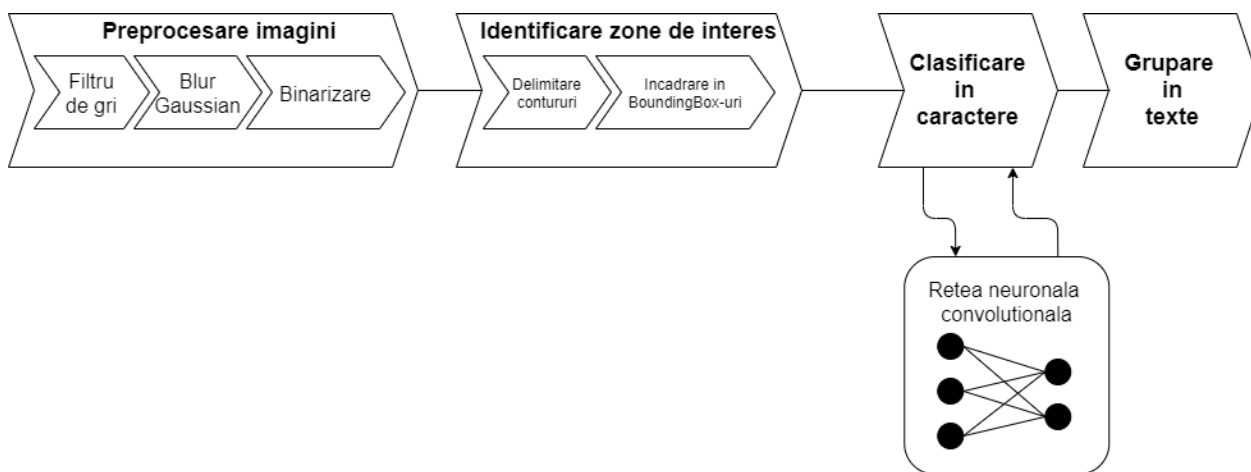 Preprocesare imagini
Filtru
de gri
Blur
Gaussian
Binarizare
Identificare zone de interes
Delimitare
contururi
Incadrare in
BoundingBox-uri
Clasificare
in
caractere
Grupare
in
texte
Retea neuronala
convolutionala